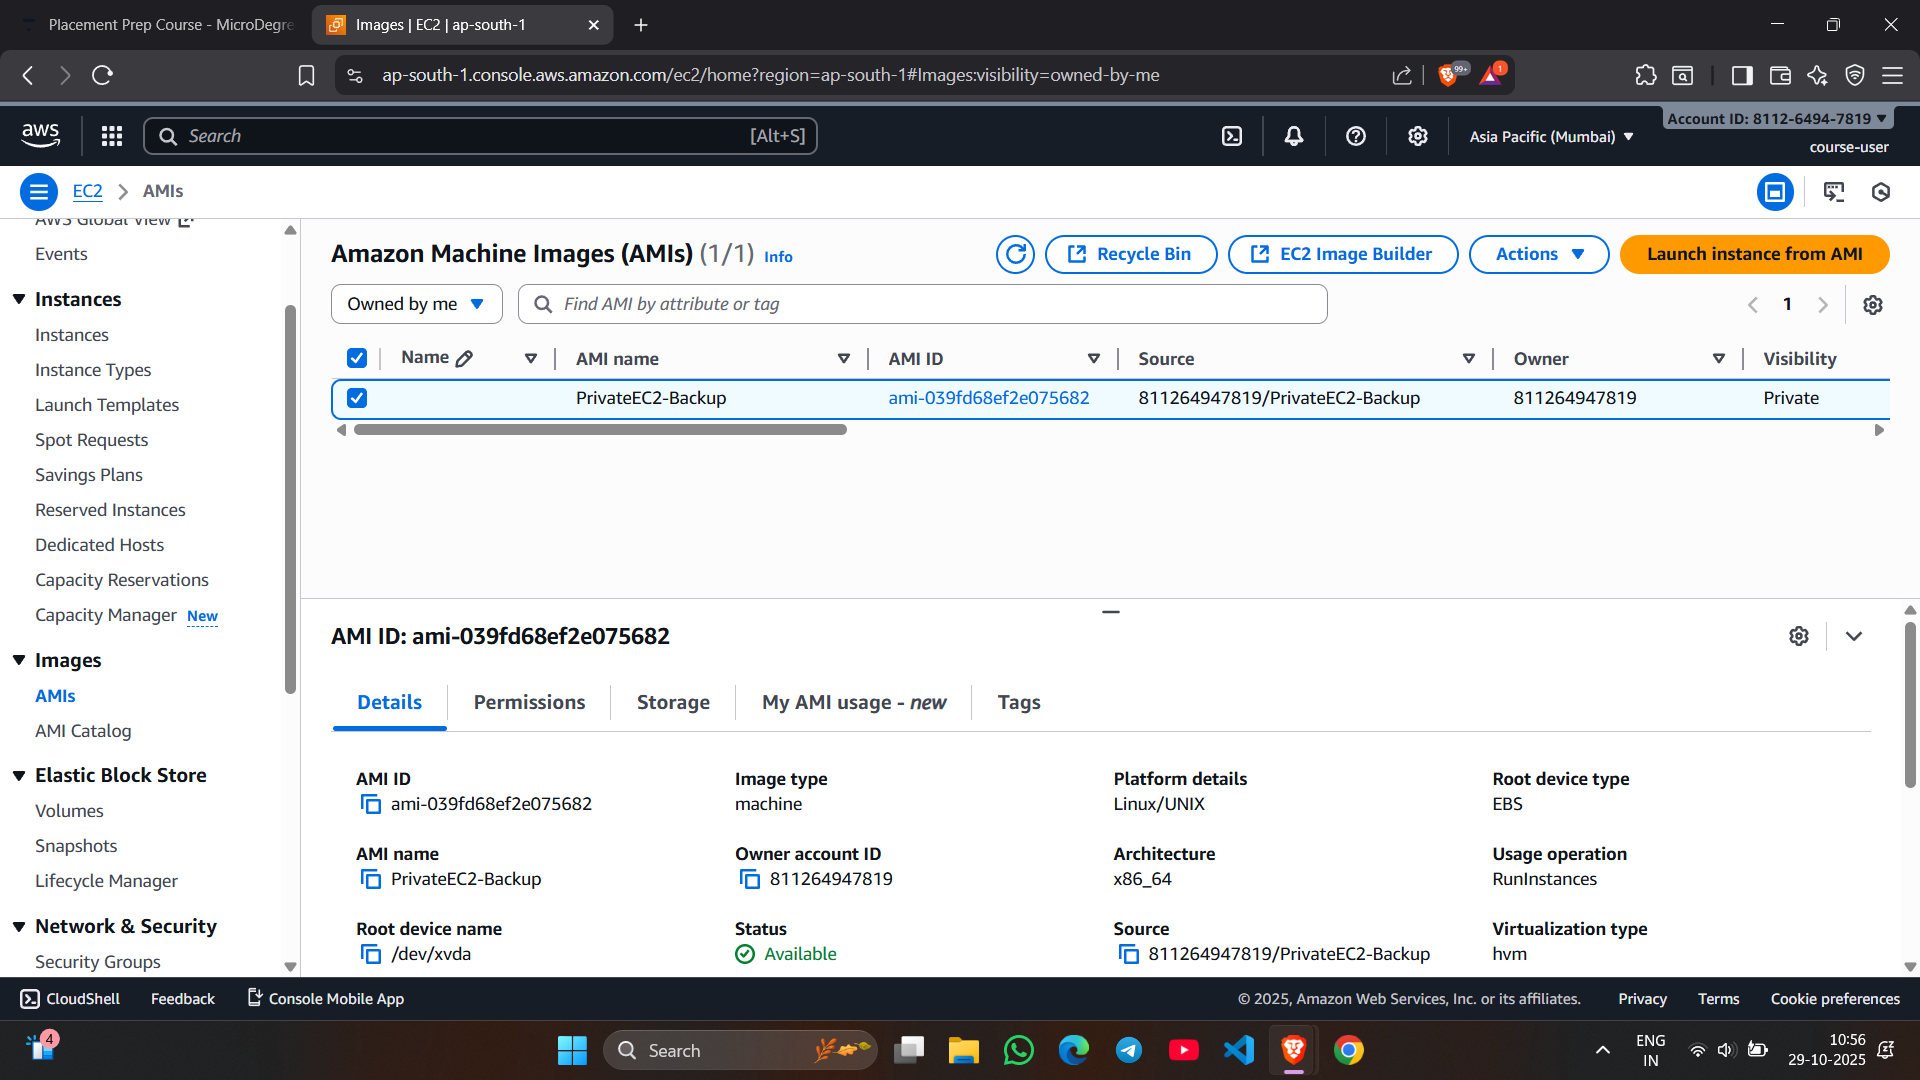 Placement Prep Course - MicroDegre
Images | EC2 | ap-south-1
ap-south-1.console.aws.amazon.com/ec2/home?region=ap-south-1#Images:visibility=owned-by-me
99+
1
aws
Search
[Alt+S]
Asia Pacific (Mumbai)
Account ID: 8112-6494-7819
course-user
EC2
AMIs
AWS Global View
Events
Instances
Instances
Instance Types
Launch Templates
Spot Requests
Savings Plans
Reserved Instances
Dedicated Hosts
Capacity Reservations
Capacity Manager New
Images
AMIs
AMI Catalog
Elastic Block Store
Volumes
Snapshots
Lifecycle Manager
Network & Security
Security Groups
Amazon Machine Images (AMIs) (1/1) Info
Recycle Bin
EC2 Image Builder
Actions
Launch instance from AMI
Owned by me
Find AMI by attribute or tag
1
Name
AMI name
AMI ID
Source
Owner
Visibility
PrivateEC2-Backup
ami-039fd68ef2e075682
811264947819/PrivateEC2-Backup
811264947819
Private
AMI ID: ami-039fd68ef2e075682
Details
Permissions
Storage
My AMI usage - new
Tags
AMI ID
ami-039fd68ef2e075682
Image type
machine
Platform details
Linux/UNIX
Root device type
EBS
AMI name
PrivateEC2-Backup
Owner account ID
811264947819
Architecture
x86_64
Usage operation
RunInstances
Root device name
/dev/xvda
Status
Available
Source
811264947819/PrivateEC2-Backup
Virtualization type
hvm
CloudShell
Feedback
Console Mobile App
© 2025, Amazon Web Services, Inc. or its affiliates.
Privacy
Terms
Cookie preferences
4
Search
ENG
IN
10:56
29-10-2025